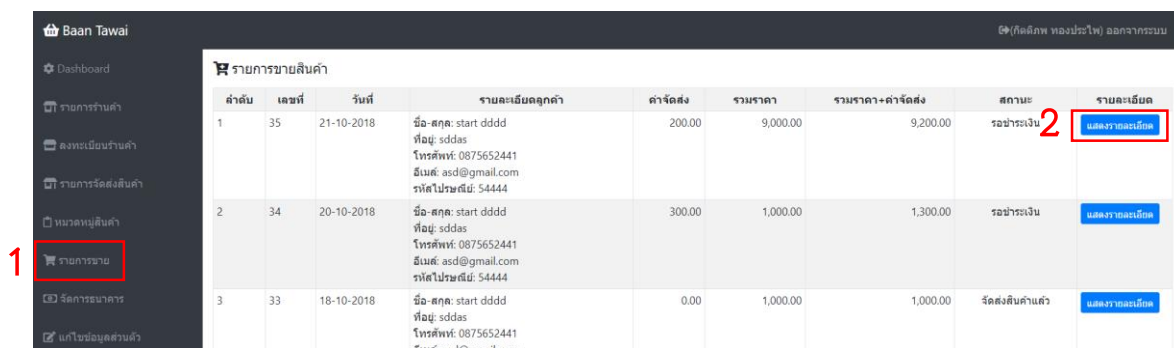 Baan Tawai
(กิตติภพ ทองประไพ) ออกจากระบบ
Dashboard
รายการร้านค้า
ลงทะเบียนร้านค้า
รายการจัดส่งสินค้า
หมวดหมู่สินค้า
1
รายการขาย
จัดการธนาคาร
แก้ไขข้อมูลส่วนตัว
รายการขายสินค้า
ลำดับ เลขที่ วันที่ รายละเอียดลูกค้า ค่าจัดส่ง รวมราคา รวมราคา+ค่าจัดส่ง สถานะ รายละเอียด
1 35 21-10-2018 ชื่อ-สกุล: start dddd 200.00 9,000.00 9,200.00 รอชำระเงิน 2 แสดงรายละเอียด
ที่อยู่: sddas
โทรศัพท์: 0875652441
อีเมล์: asd@gmail.com
รหัสไปรษณีย์: 54444
2 34 20-10-2018 ชื่อ-สกุล: start dddd 300.00 1,000.00 1,300.00 รอชำระเงิน แสดงรายละเอียด
ที่อยู่: sddas
โทรศัพท์: 0875652441
อีเมล์: asd@gmail.com
รหัสไปรษณีย์: 54444
3 33 18-10-2018 ชื่อ-สกุล: start dddd 0.00 1,000.00 1,000.00 จัดส่งสินค้าแล้ว แสดงรายละเอียด
ที่อยู่: sddas
โทรศัพท์: 0875652441